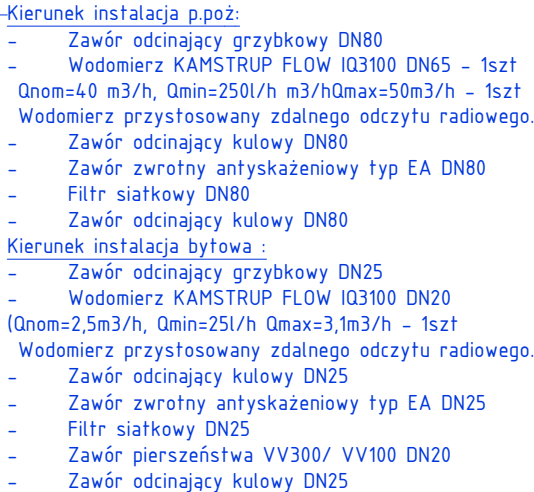 Kierunek instalacja p.poż:
- Zawór odcinający grzybkowy DN80
- Wodomierz KAMSTRUP FLOW IQ3100 DN65 - 1szt
Qnom=40 m3/h, Qmin=250l/h m3/hQmax=50m3/h - 1szt
Wodomierz przystosowany zdalnego odczytu radiowego.
- Zawór odcinający kulowy DN80
- Zawór zwrotny antyskażeniowy typ EA DN80
- Filtr siatkowy DN80
- Zawór odcinający kulowy DN80
Kierunek instalacja bytowa :
- Zawór odcinający grzybkowy DN25
- Wodomierz KAMSTRUP FLOW IQ3100 DN20
(Qnom=2,5m3/h, Qmin=25l/h Qmax=3,1m3/h - 1szt
Wodomierz przystosowany zdalnego odczytu radiowego.
- Zawór odcinający kulowy DN25
- Zawór zwrotny antyskażeniowy typ EA DN25
- Filtr siatkowy DN25
- Zawór pierszeństwa VV300/ VV100 DN20
- Zawór odcinający kulowy DN25